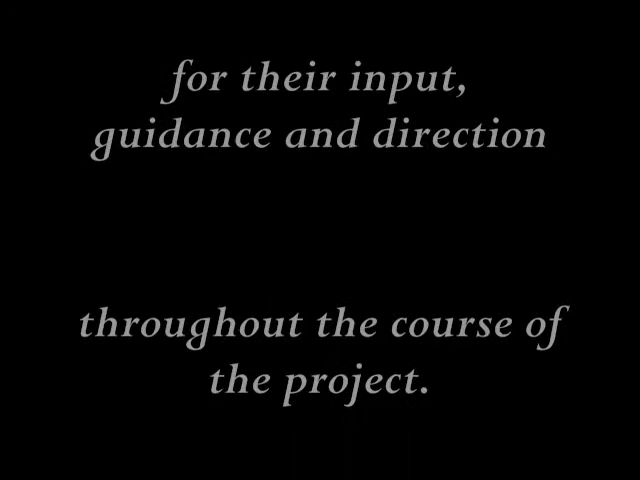 for their input,
guidance and direction
throughout the course of
the project.